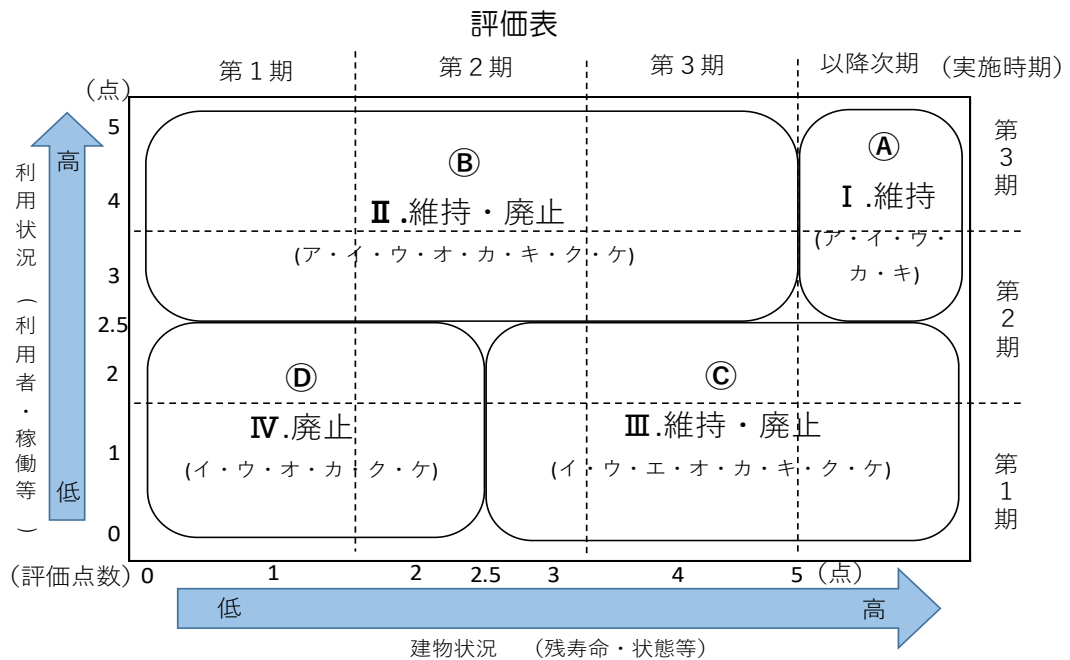 評価表
第１期
第２期
第３期
以降次期
（実施時期）
（点）
5
4
3
2.5
2
1
0
高
低
利用状況（利用者・稼働等）
Ⓑ
Ⅱ.維持・廃止
(ア・イ・ウ・オ・カ・キ・ク・ケ)
Ⓐ
Ⅰ.維持
(ア・イ・ウ・
カ・キ)
Ⓓ
Ⅳ.廃止
(イ・ウ・オ・カ・ク・ケ)
Ⓒ
Ⅲ.維持・廃止
(イ・ウ・エ・オ・カ・キ・ク・ケ)
第３期
第２期
第１期
（評価点数）
0 1 2 2.5 3 4 5 （点）
低 高
建物状況　（残寿命・状態等）